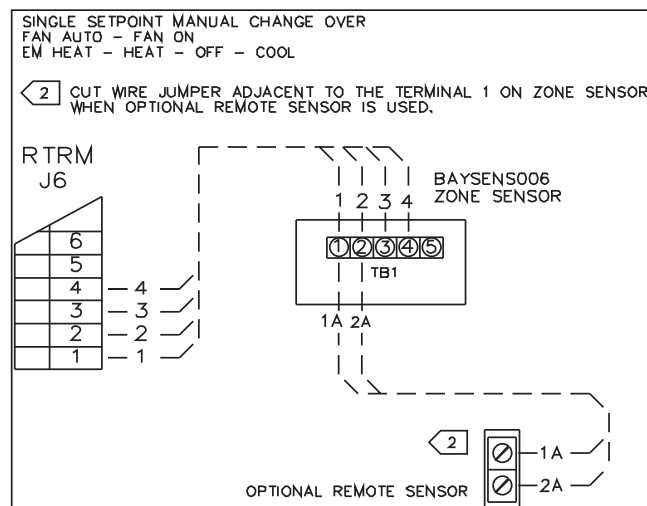 SINGLE SETPOINT MANUAL CHANGE OVER
FAN AUTO – FAN ON
EM HEAT – HEAT – OFF – COOL
2 CUT WIRE JUMPER ADJACENT TO THE TERMINAL 1 ON ZONE SENSOR
WHEN OPTIONAL REMOTE SENSOR IS USED.
RTRM
J6
6
5
4 4
3 3
2 2
1 1
BAYSENS006
ZONE SENSOR
1 2 3 4
1 2 3 4 5
TB1
1A 2A
2
1A
OPTIONAL REMOTE SENSOR
2A